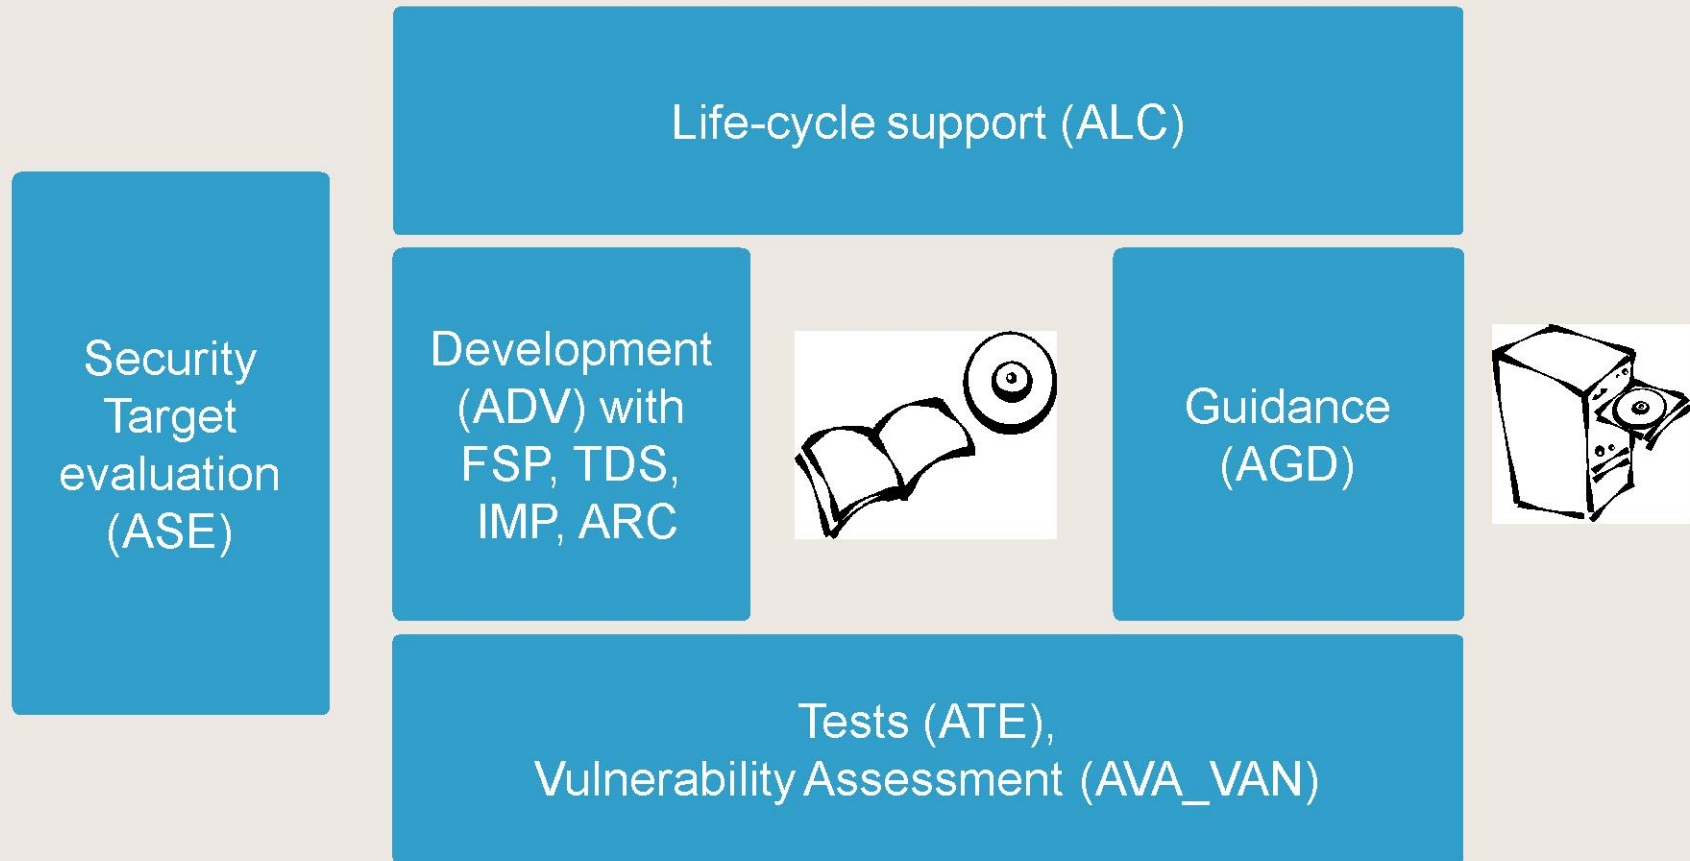 Life-cycle support (ALC)
Security
Target
evaluation
(ASE)
Development
(ADV) with
FSP, TDS,
IMP, ARC
Guidance
(AGD)
Tests (ATE),
Vulnerability Assessment (AVA_VAN)